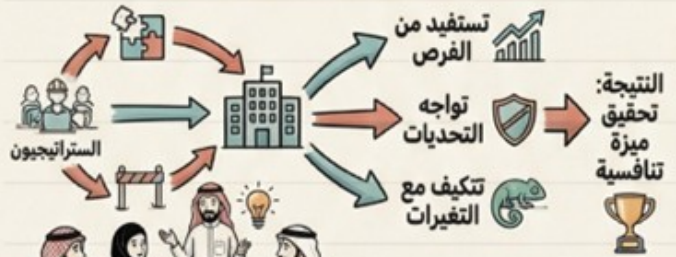 الستراتيجيون
تستفيد من
الفرص
تواجه
التحديات
تتكيف مع
التغيرات
النتيجة:
تحقيق
ميزة
تنافسية